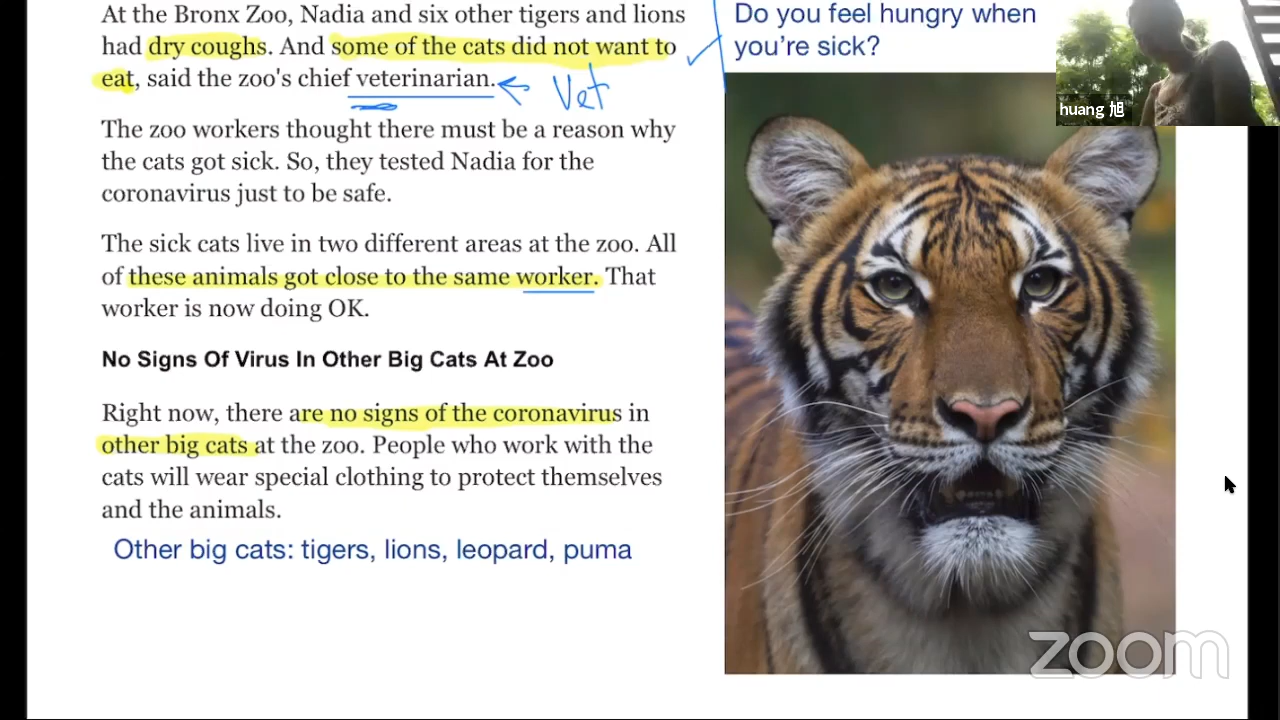 At the Bronx Zoo, Nadia and six other tigers and lions
had dry coughs. And some of the cats did not want to
eat, said the zoo's chief veterinarian.
Vet
The zoo workers thought there must be a reason why
the cats got sick. So, they tested Nadia for the
coronavirus just to be safe.
The sick cats live in two different areas at the zoo. All
of these animals got close to the same worker. That
worker is now doing OK.
No Signs Of Virus In Other Big Cats At Zoo
Right now, there are no signs of the coronavirus in
other big cats at the zoo. People who work with the
cats will wear special clothing to protect themselves
and the animals.
Other big cats: tigers, lions, leopard, puma
Do you feel hungry when
you're sick?
huang 旭
zoom